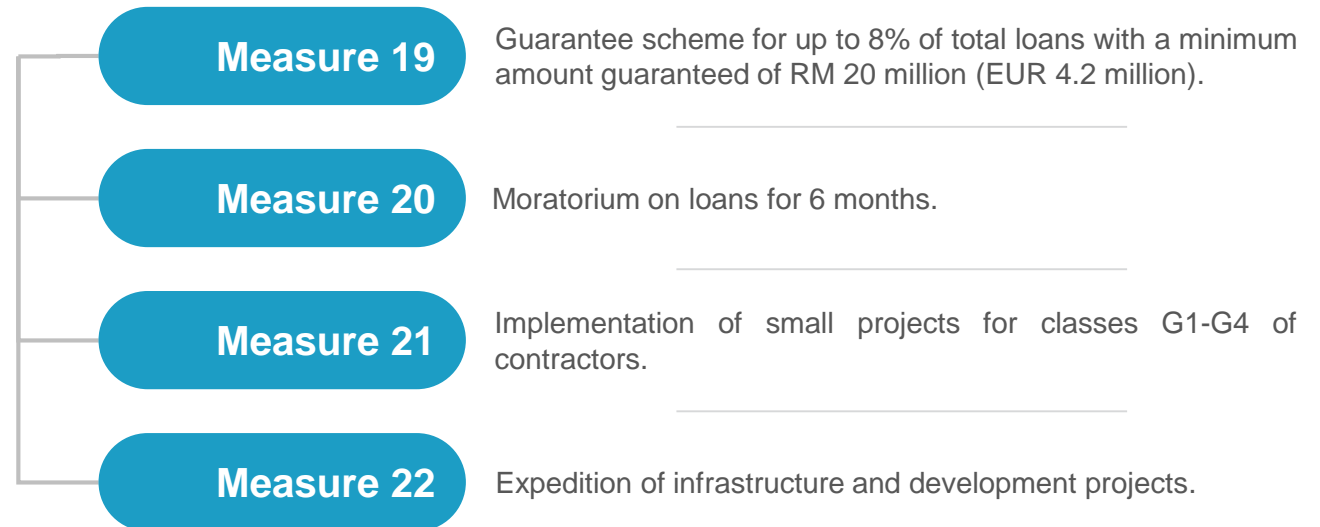 Measure 19
Guarantee scheme for up to 8% of total loans with a minimum
amount guaranteed of RM 20 million (EUR 4.2 million).
Measure 20
Moratorium on loans for 6 months.
Measure 21
Implementation of small projects for classes G1-G4 of
contractors.
Measure 22
Expedition of infrastructure and development projects.